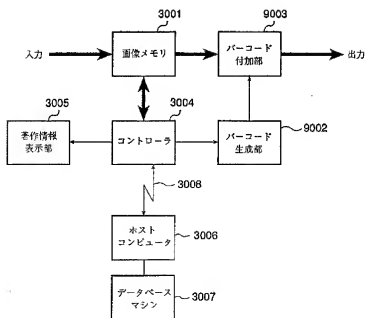 3001
9003
入力
画像メモリ
バーコード
付加部
出力
3005
3004
9002
著作情報
表示部
コントローラ
バーコード
生成部
3008
ホスト
コンピュータ
3006
データベース
マシン
3007